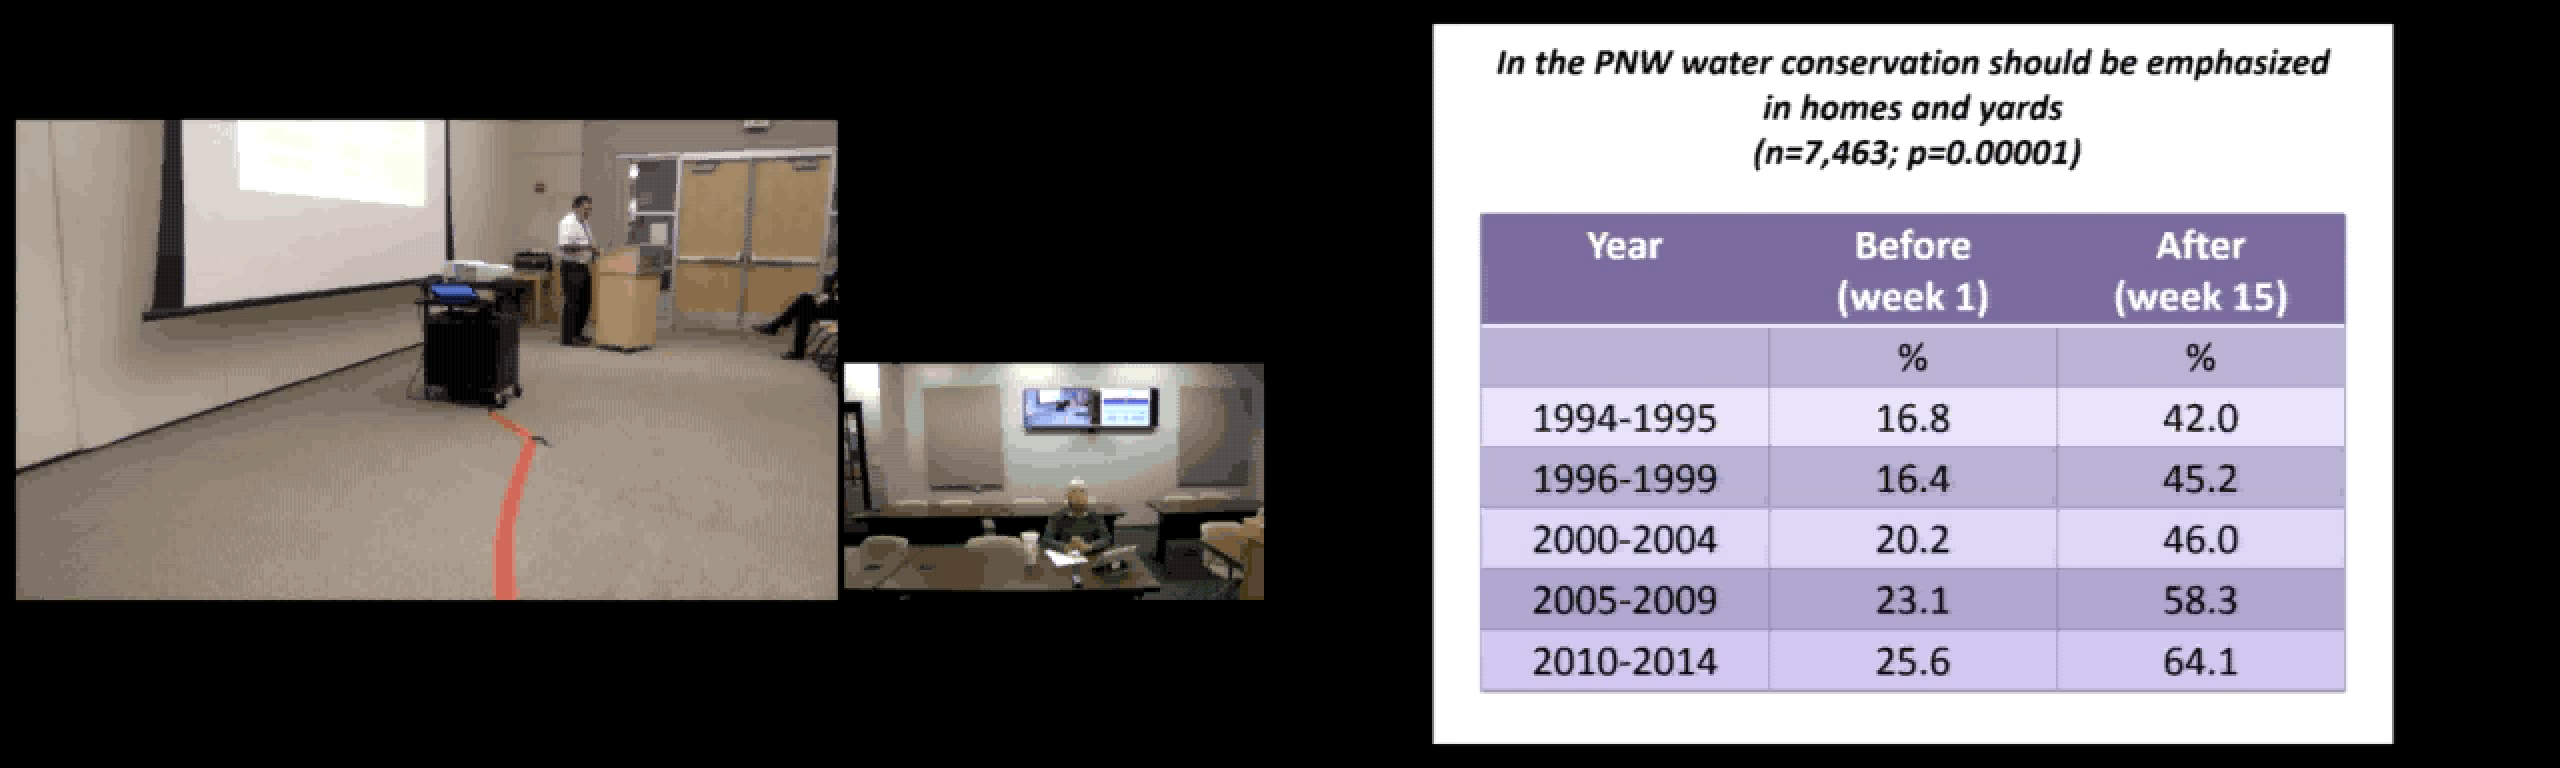 In the PNW water conservation should be emphasized
in homes and yards
(n=7,463; p=0.00001)
Year Before After
(week 1) (week 15)
% %
1994-1995 16.8 42.0
1996-1999 16.4 45.2
2000-2004 20.2 46.0
2005-2009 23.1 58.3
2010-2014 25.6 64.1